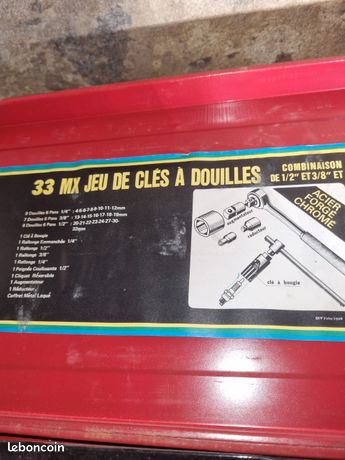 33 MX JEU DE CLÉS À DOUILLES
COMBINAISON
DE 1/2" ET 3/8" ET
ACIER
FORGÉ
CHROMÉ
9 Douilles 6 Pans 1/4" : 4-5-6-7-8-9-10-11-12mm
7 Douilles 6 Pans 3/8" : 13-14-15-16-17-18-19mm
8 Douilles 6 Pans 1/2" : 20-21-22-23-24-27-30-
32mm
1 Clé à Bougie
1 Rallonge Emmanchée 1/4"
1 Rallonge 1/2"
1 Rallonge 3/8"
1 Rallonge 1/4"
1 Poignée Coulissante 1/2"
1 Cliquet Réversible
1 Augmentateur
1 Réducteur
Coffret Métal Laqué
augmentateur
réducteur
clé à bougie
leboncoin